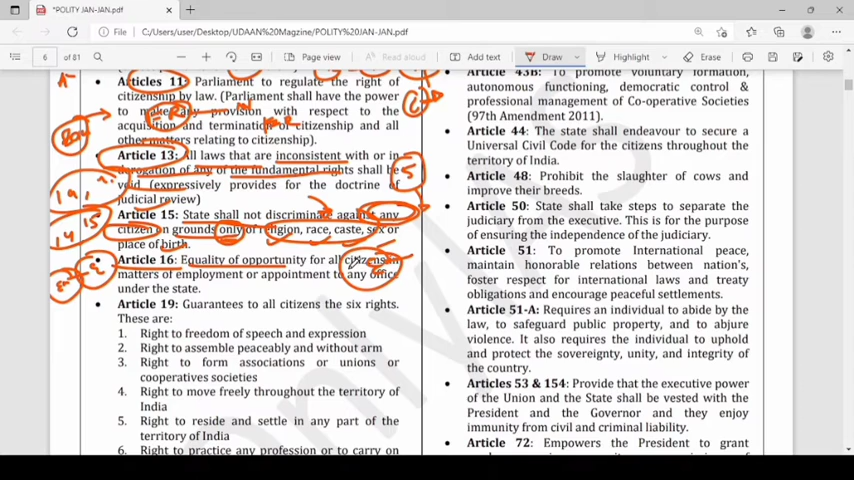 POLITY JAN-JAN.pdf
File C:/Users/user/Desktop/UDAAN%20Magzine/POLITY%20JAN-JAN.pdf
6 of 81 Page view Read aloud Add text Draw Highlight Erase
Articles 11: Parliament to regulate the right of
citizenship by law. (Parliament shall have the power
to make any provision with respect to the
acquisition and termination of citizenship and all
other matters relating to citizenship).
Article 13: All laws that are inconsistent with or in
derogation of any of the fundamental rights shall be
void (expressively provides for the doctrine of
judicial review)
Article 15: State shall not discriminate against any
citizen on grounds only of religion, race, caste, sex or
place of birth.
Article 16: Equality of opportunity for all citizens in
matters of employment or appointment to any office
under the state.
Article 19: Guarantees to all citizens the six rights.
These are:
1. Right to freedom of speech and expression
2. Right to assemble peaceably and without arm
3. Right to form associations or unions or
cooperatives societies
4. Right to move freely throughout the territory of
India
5. Right to reside and settle in any part of the
territory of India
6. Right to practice any profession or to carry on
Article 43B: To promote voluntary formation,
autonomous functioning, democratic control &
professional management of Co-operative Societies
(97th Amendment 2011).
Article 44: The state shall endeavour to secure a
Universal Civil Code for the citizens throughout the
territory of India.
Article 48: Prohibit the slaughter of cows and
improve their breeds.
Article 50: State shall take steps to separate the
judiciary from the executive. This is for the purpose
of ensuring the independence of the judiciary.
Article 51: To promote International peace,
maintain honorable relations between nation's,
foster respect for international laws and treaty
obligations and encourage peaceful settlements.
Article 51-A: Requires an individual to abide by the
law, to safeguard public property, and to abjure
violence. It also requires the individual to uphold
and protect the sovereignty, unity, and integrity of
the country.
Articles 53 & 154: Provide that the executive power
of the Union and the State shall be vested with the
President and the Governor and they enjoy
immunity from civil and criminal liability.
Article 72: Empowers the President to grant